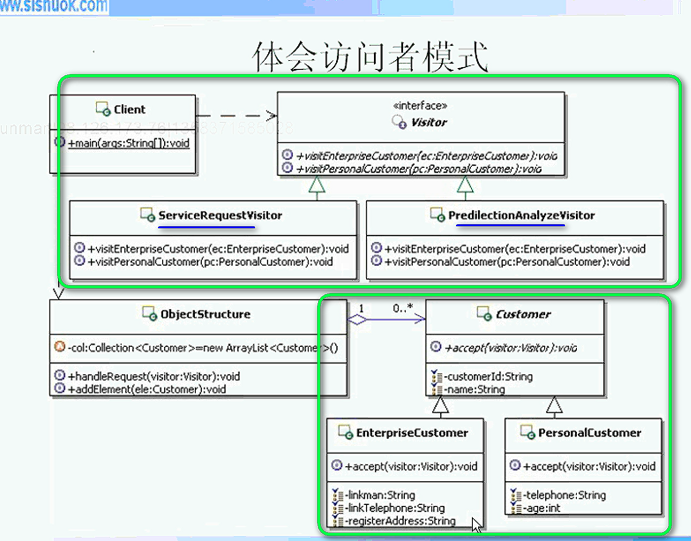 www.sishuok.com
体会访问者模式
Client
+main(args:String[]):void
«interface»
Visitor
+visitEnterpriseCustomer(ec:EnterpriseCustomer):void
+visitPersonalCustomer(pc:PersonalCustomer):void
ServiceRequestVisitor
+visitEnterpriseCustomer(ec:EnterpriseCustomer):void
+visitPersonalCustomer(pc:PersonalCustomer):void
PredilectionAnalyzeVisitor
+visitEnterpriseCustomer(ec:EnterpriseCustomer):void
+visitPersonalCustomer(pc:PersonalCustomer):void
ObjectStructure
-col:Collection<Customer>=new ArrayList<Customer>()
+handleRequest(visitor:Visitor):void
+addElement(ele:Customer):void
1
0..*
Customer
+accept(visitor:Visitor):void
-customerId:String
-name:String
EnterpriseCustomer
+accept(visitor:Visitor):void
-linkman:String
-linkTelephone:String
-registerAddress:String
PersonalCustomer
+accept(visitor:Visitor):void
-telephone:String
-age:int